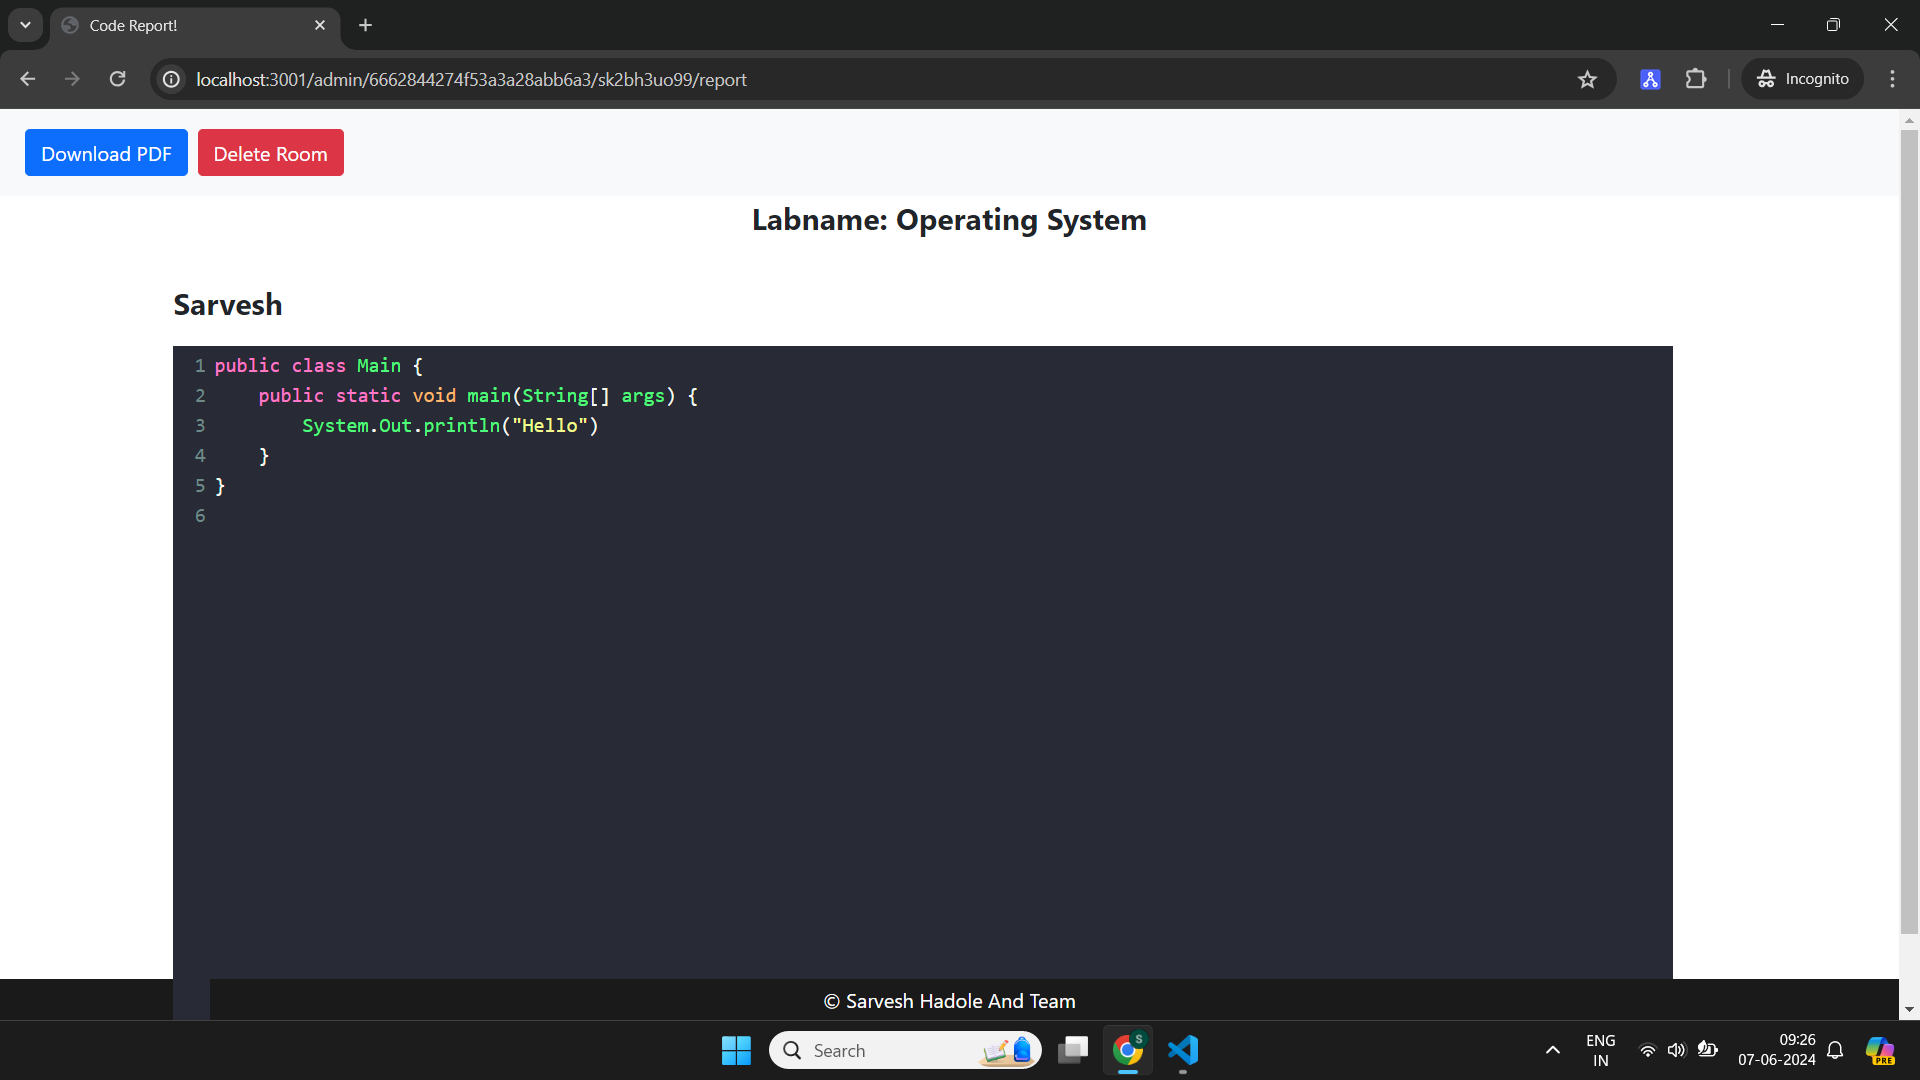 Code Report!
localhost:3001/admin/6662844274f53a3a28abb6a3/sk2bh3uo99/report
Incognito
Download PDF
Delete Room
Labname: Operating System
Sarvesh
1 public class Main {
2     public static void main(String[] args) {
3         System.Out.println("Hello")
4     }
5 }
6
© Sarvesh Hadole And Team
Search
S
ENG
IN
09:26
07-06-2024
PRE